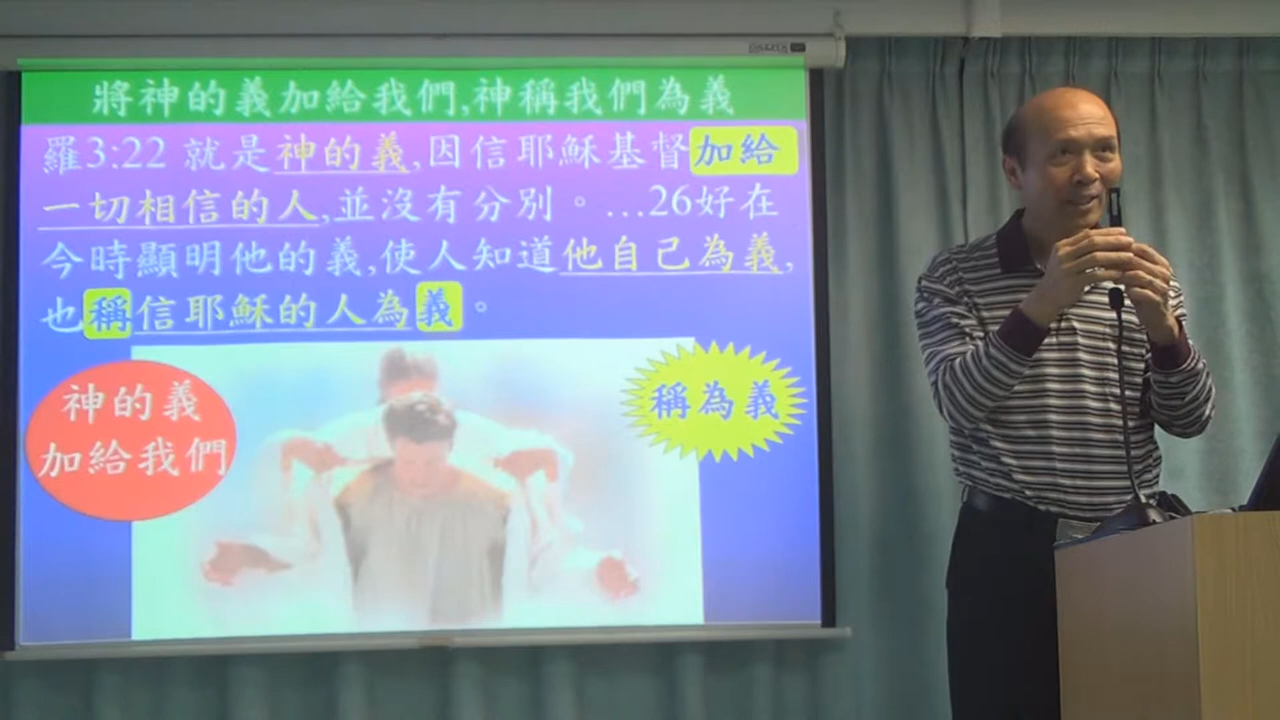 將神的義加給我們,神稱我們為義
羅3:22 就是神的義,因信耶穌基督加給
一切相信的人,並沒有分別。…26好在
今時顯明他的義,使人知道他自己為義,
也稱信耶穌的人為義。
神的義
加給我們
稱為義